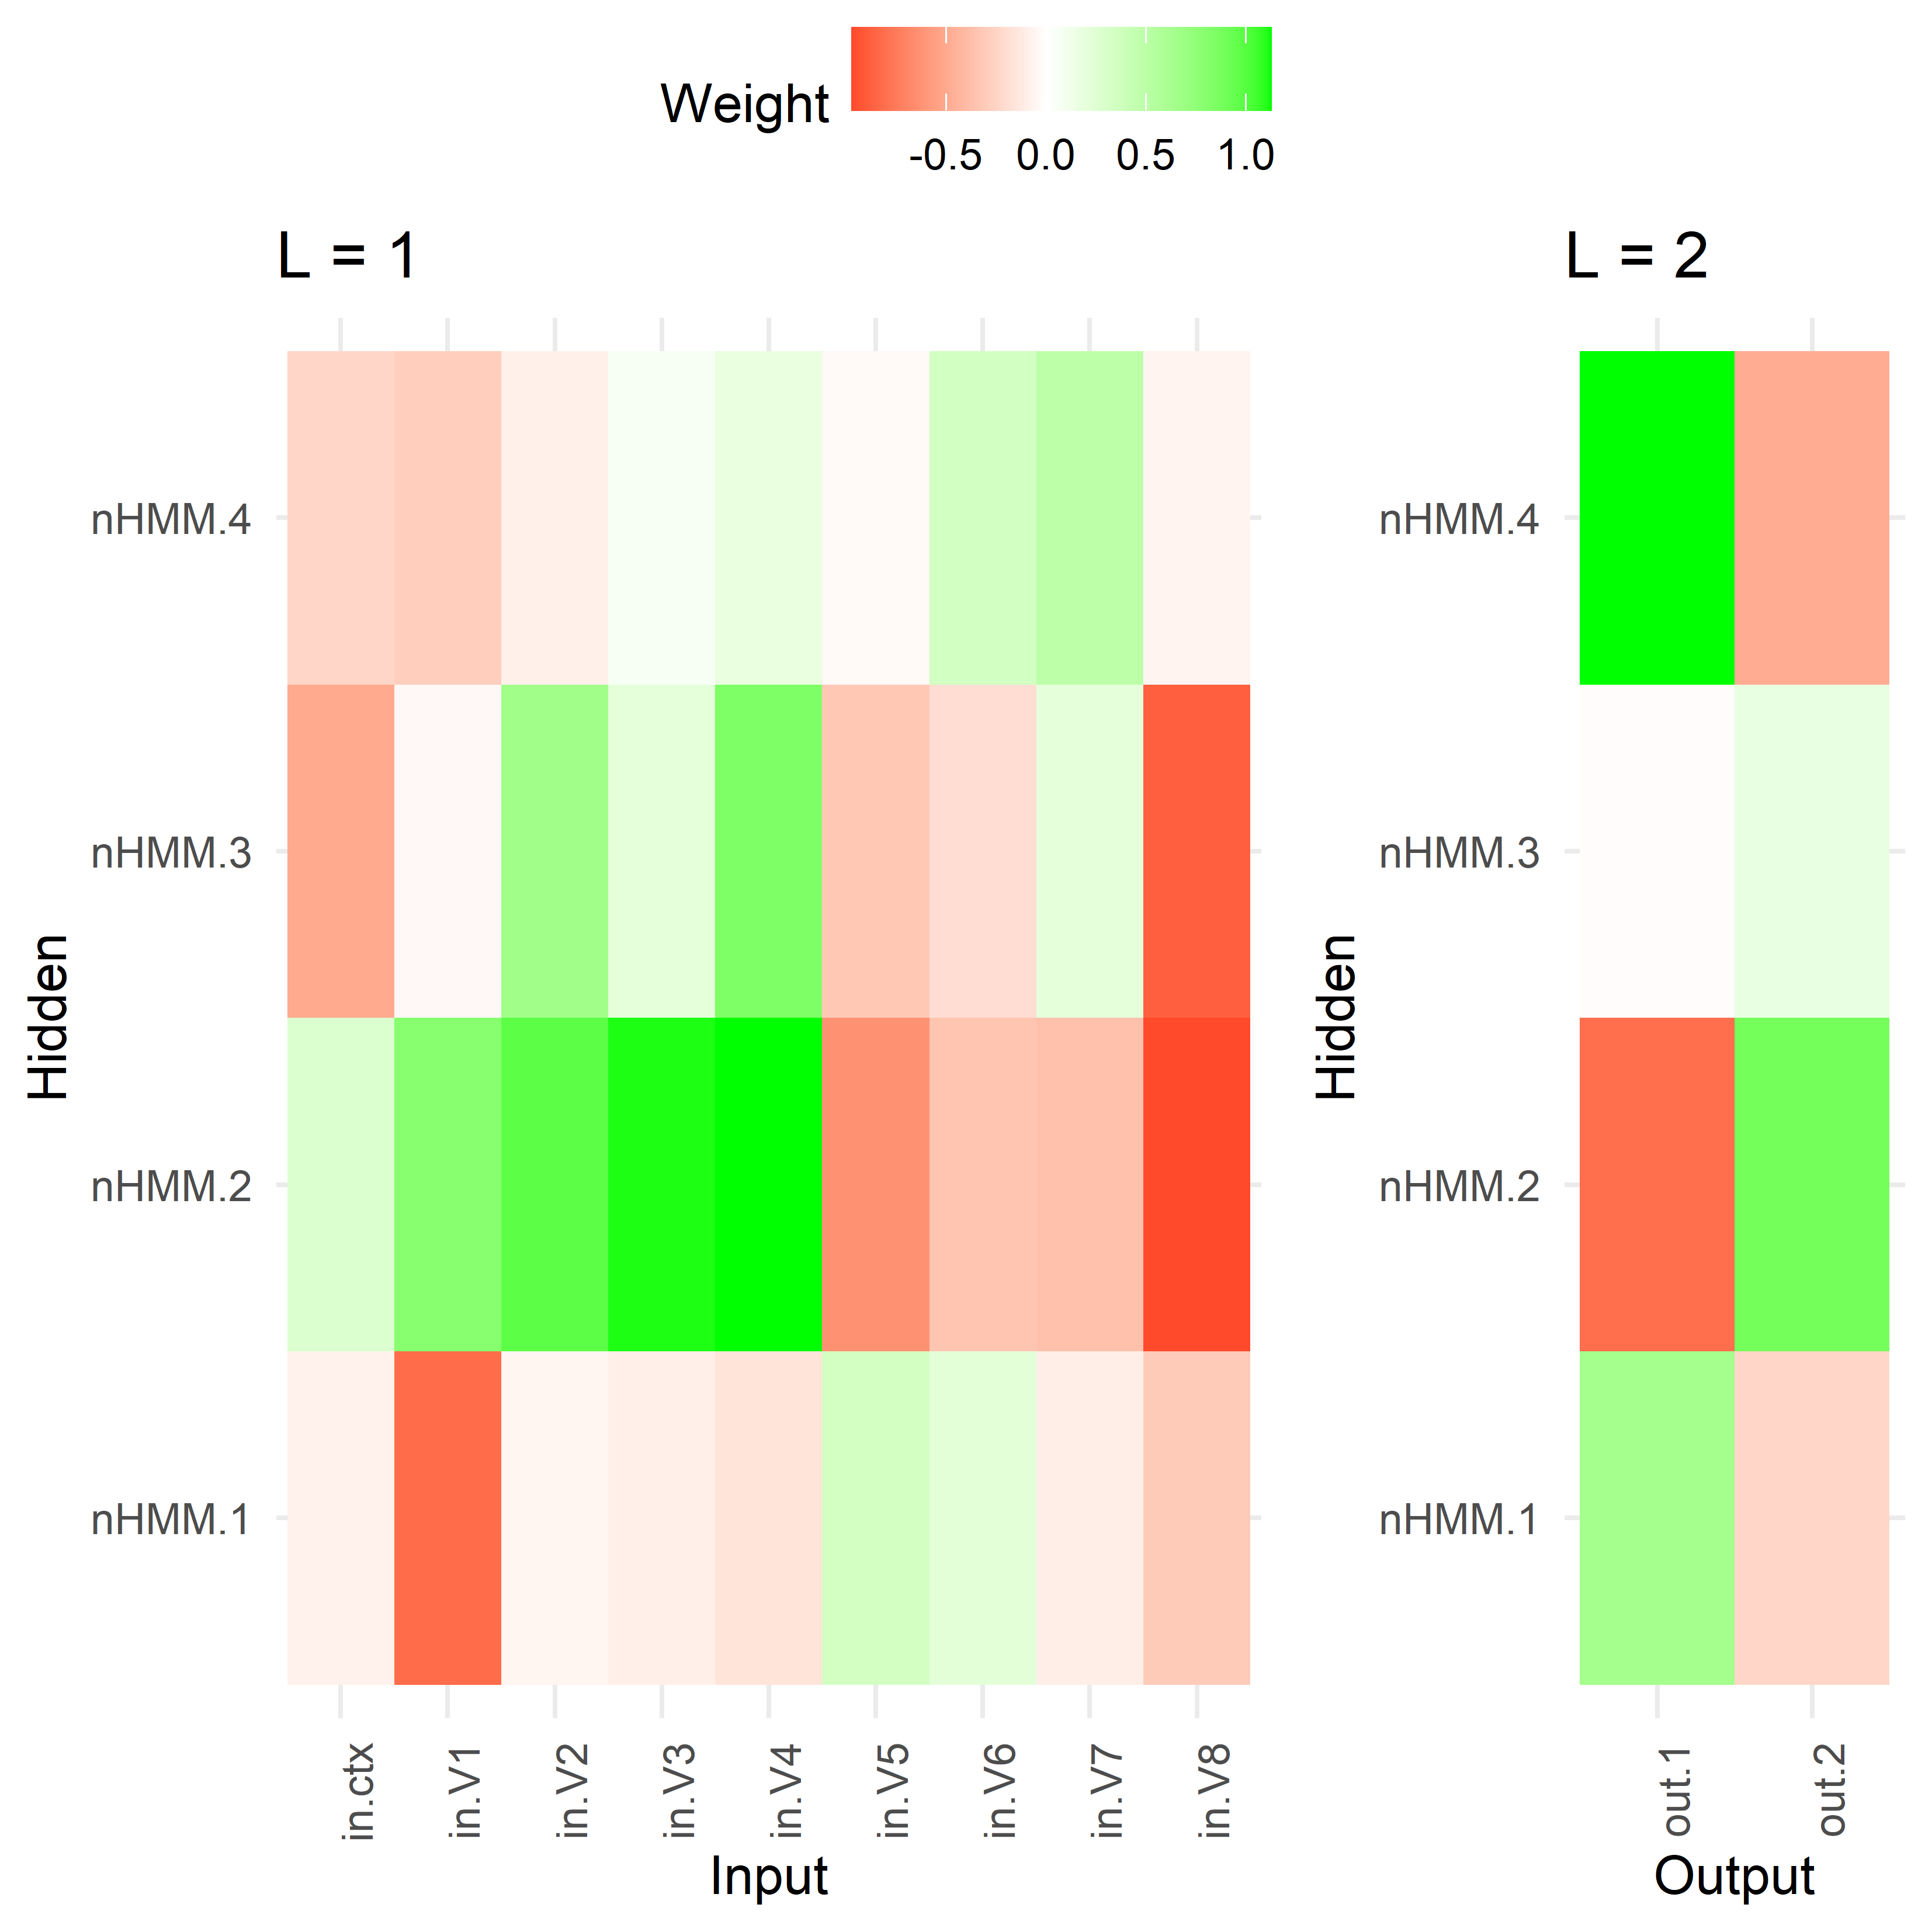 Weight
-0.5 0.0 0.5 1.0
L = 1
L = 2
nHMM.4
nHMM.3
nHMM.2
nHMM.1
Hidden
in.ctx in.V1 in.V2 in.V3 in.V4 in.V5 in.V6 in.V7 in.V8
Input
nHMM.4
nHMM.3
nHMM.2
nHMM.1
Hidden
out.1 out.2
Output